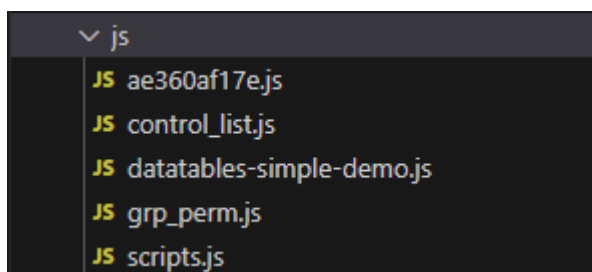 js
JS ae360af17e.js
JS control_list.js
JS datatables-simple-demo.js
JS grp_perm.js
JS scripts.js